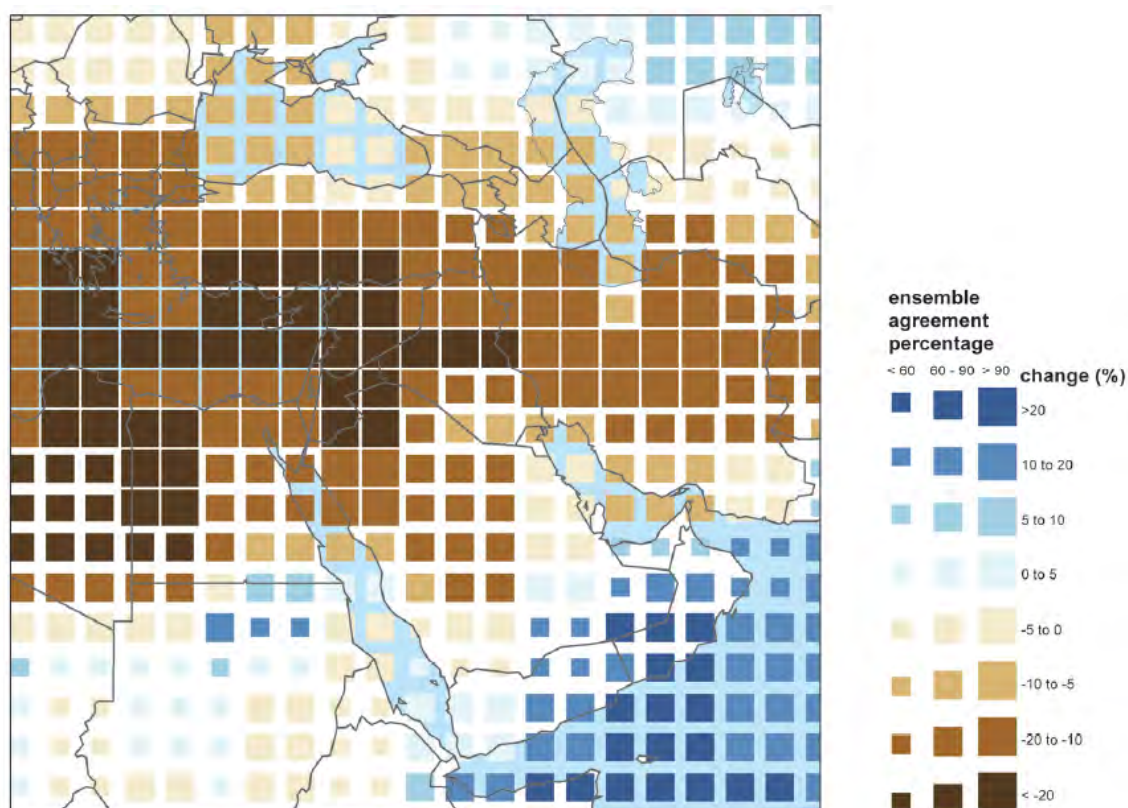 ensemble
agreement
percentage
< 60 60 - 90 > 90 change (%)
>20
10 to 20
5 to 10
0 to 5
-5 to 0
-10 to -5
-20 to -10
< -20